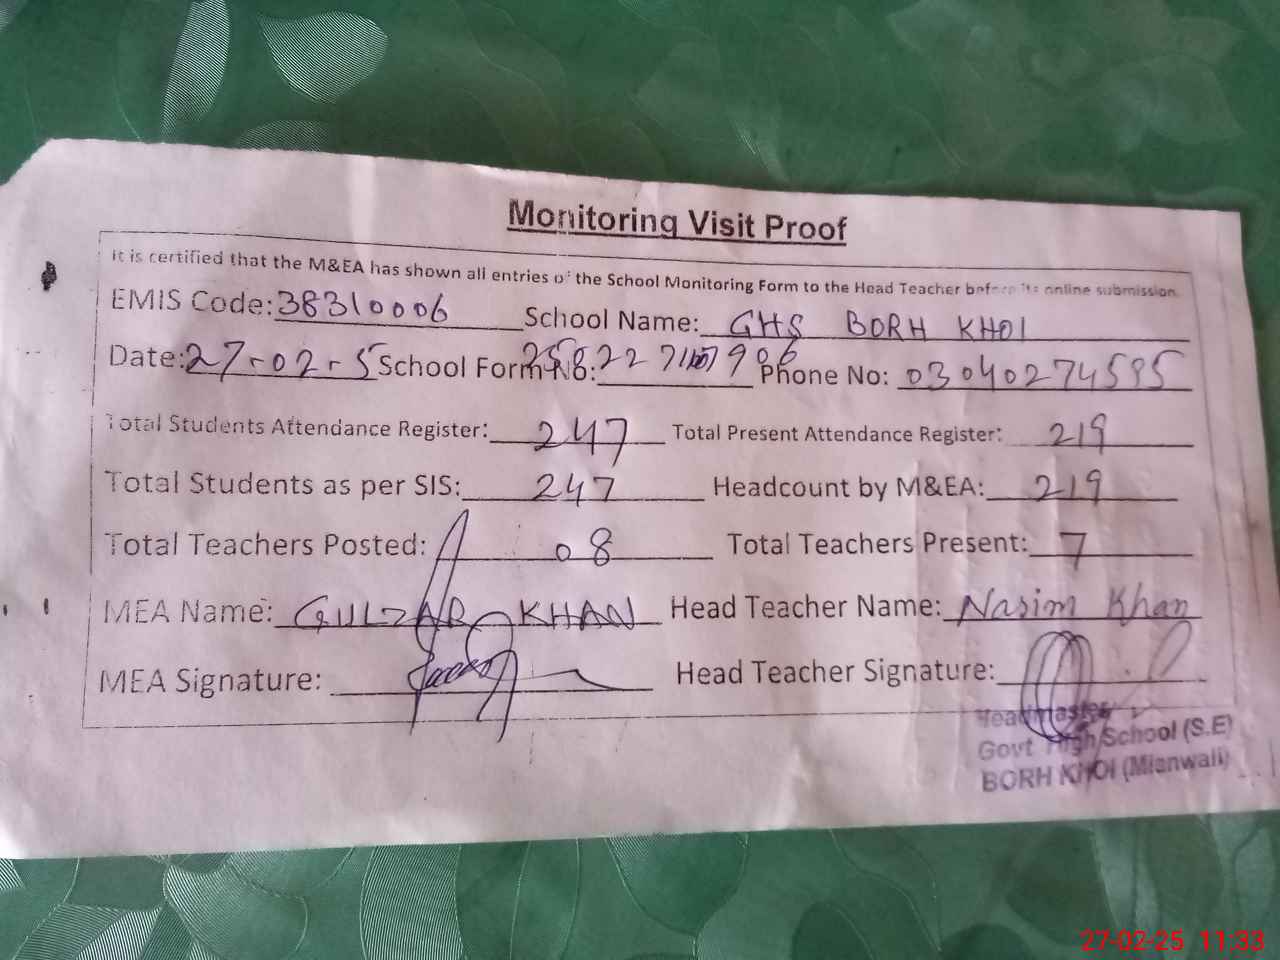 Monitoring Visit Proof
It is certified that the M&EA has shown all entries of the School Monitoring Form to the Head Teacher before its online submission.
EMIS Code: 38310006 School Name: GHS BORH KHOI
Date: 27-02-5 School Form No: Phone No: 03040274595
Total Students Attendance Register: 247 Total Present Attendance Register: 219
Total Students as per SIS: 247 Headcount by M&EA: 219
Total Teachers Posted: 08 Total Teachers Present: 7
MEA Name: GULZAR KHAN Head Teacher Name: Nasim Khan
MEA Signature: Head Teacher Signature:
Headmaster
Govt High School (S.E)
BORH KHOI (Mianwali)
27-02-25 11:33